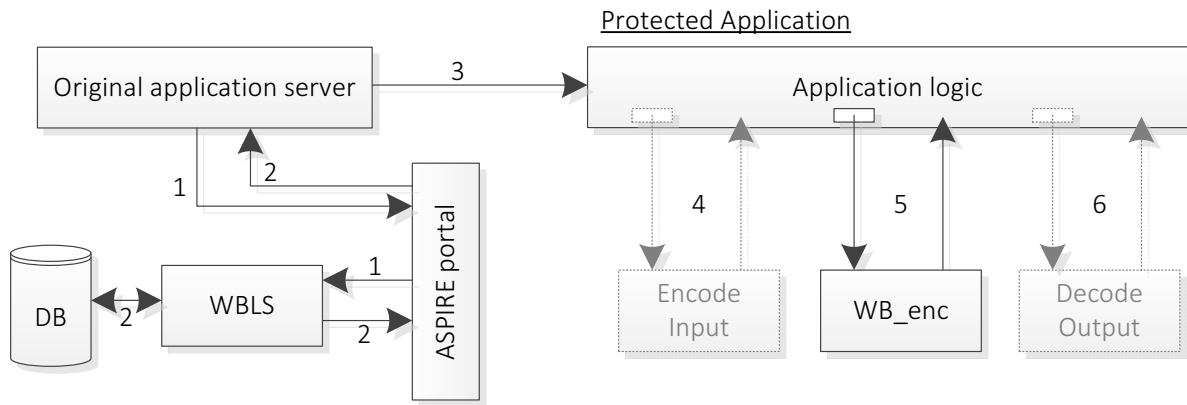 Protected Application
Original application server
3
Application logic
1
2
4
5
6
ASPIRE portal
DB
2
WBLS
1
2
Encode
Input
WB_enc
Decode
Output